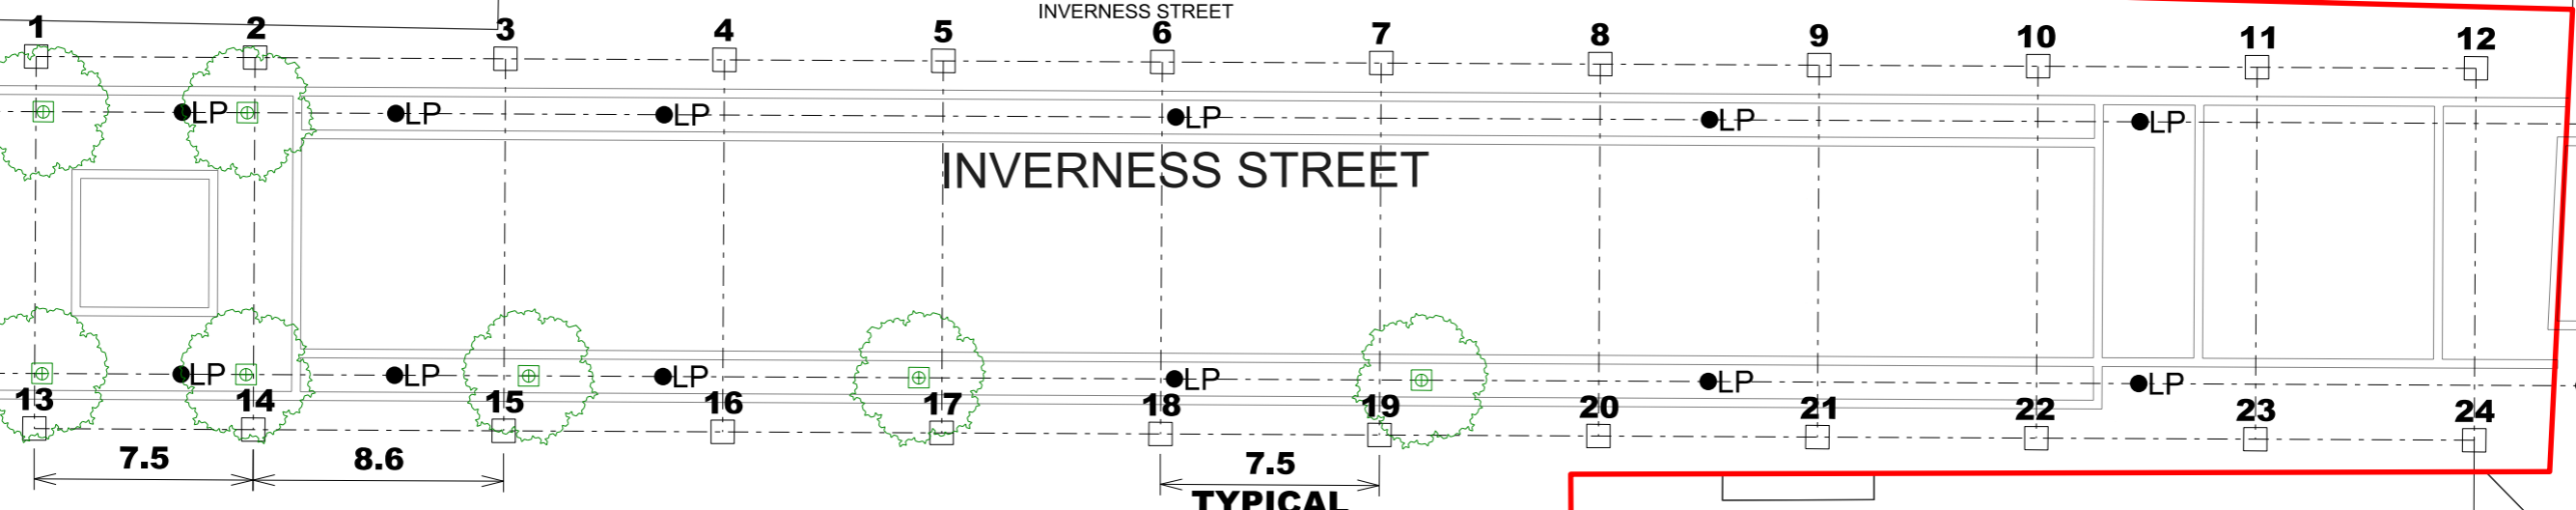 INVERNESS STREET
1 2 3 4 5 6 7 8 9 10 11 12
LP LP LP LP LP LP
INVERNESS STREET
LP LP LP LP LP LP
13 14 15 16 17 18 19 20 21 22 23 24
7.5 8.6 7.5
TYPICAL